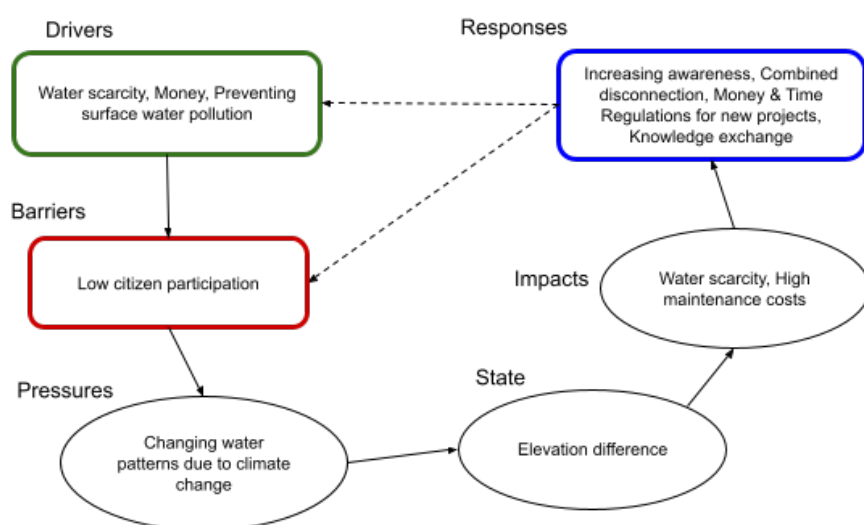 Drivers
Water scarcity, Money, Preventing
surface water pollution
Responses
Increasing awareness, Combined
disconnection, Money & Time
Regulations for new projects,
Knowledge exchange
Barriers
Low citizen participation
Impacts
Water scarcity, High
maintenance costs
Pressures
Changing water
patterns due to climate
change
State
Elevation difference